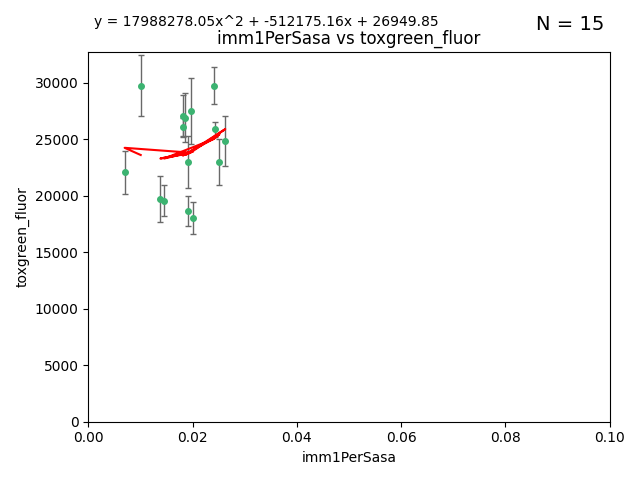 y = 17988278.05x^2 + -512175.16x + 26949.85
N = 15
imm1PerSasa vs toxgreen_fluor
30000
25000
20000
15000
10000
5000
0
toxgreen_fluor
0.00 0.02 0.04 0.06 0.08 0.10
imm1PerSasa